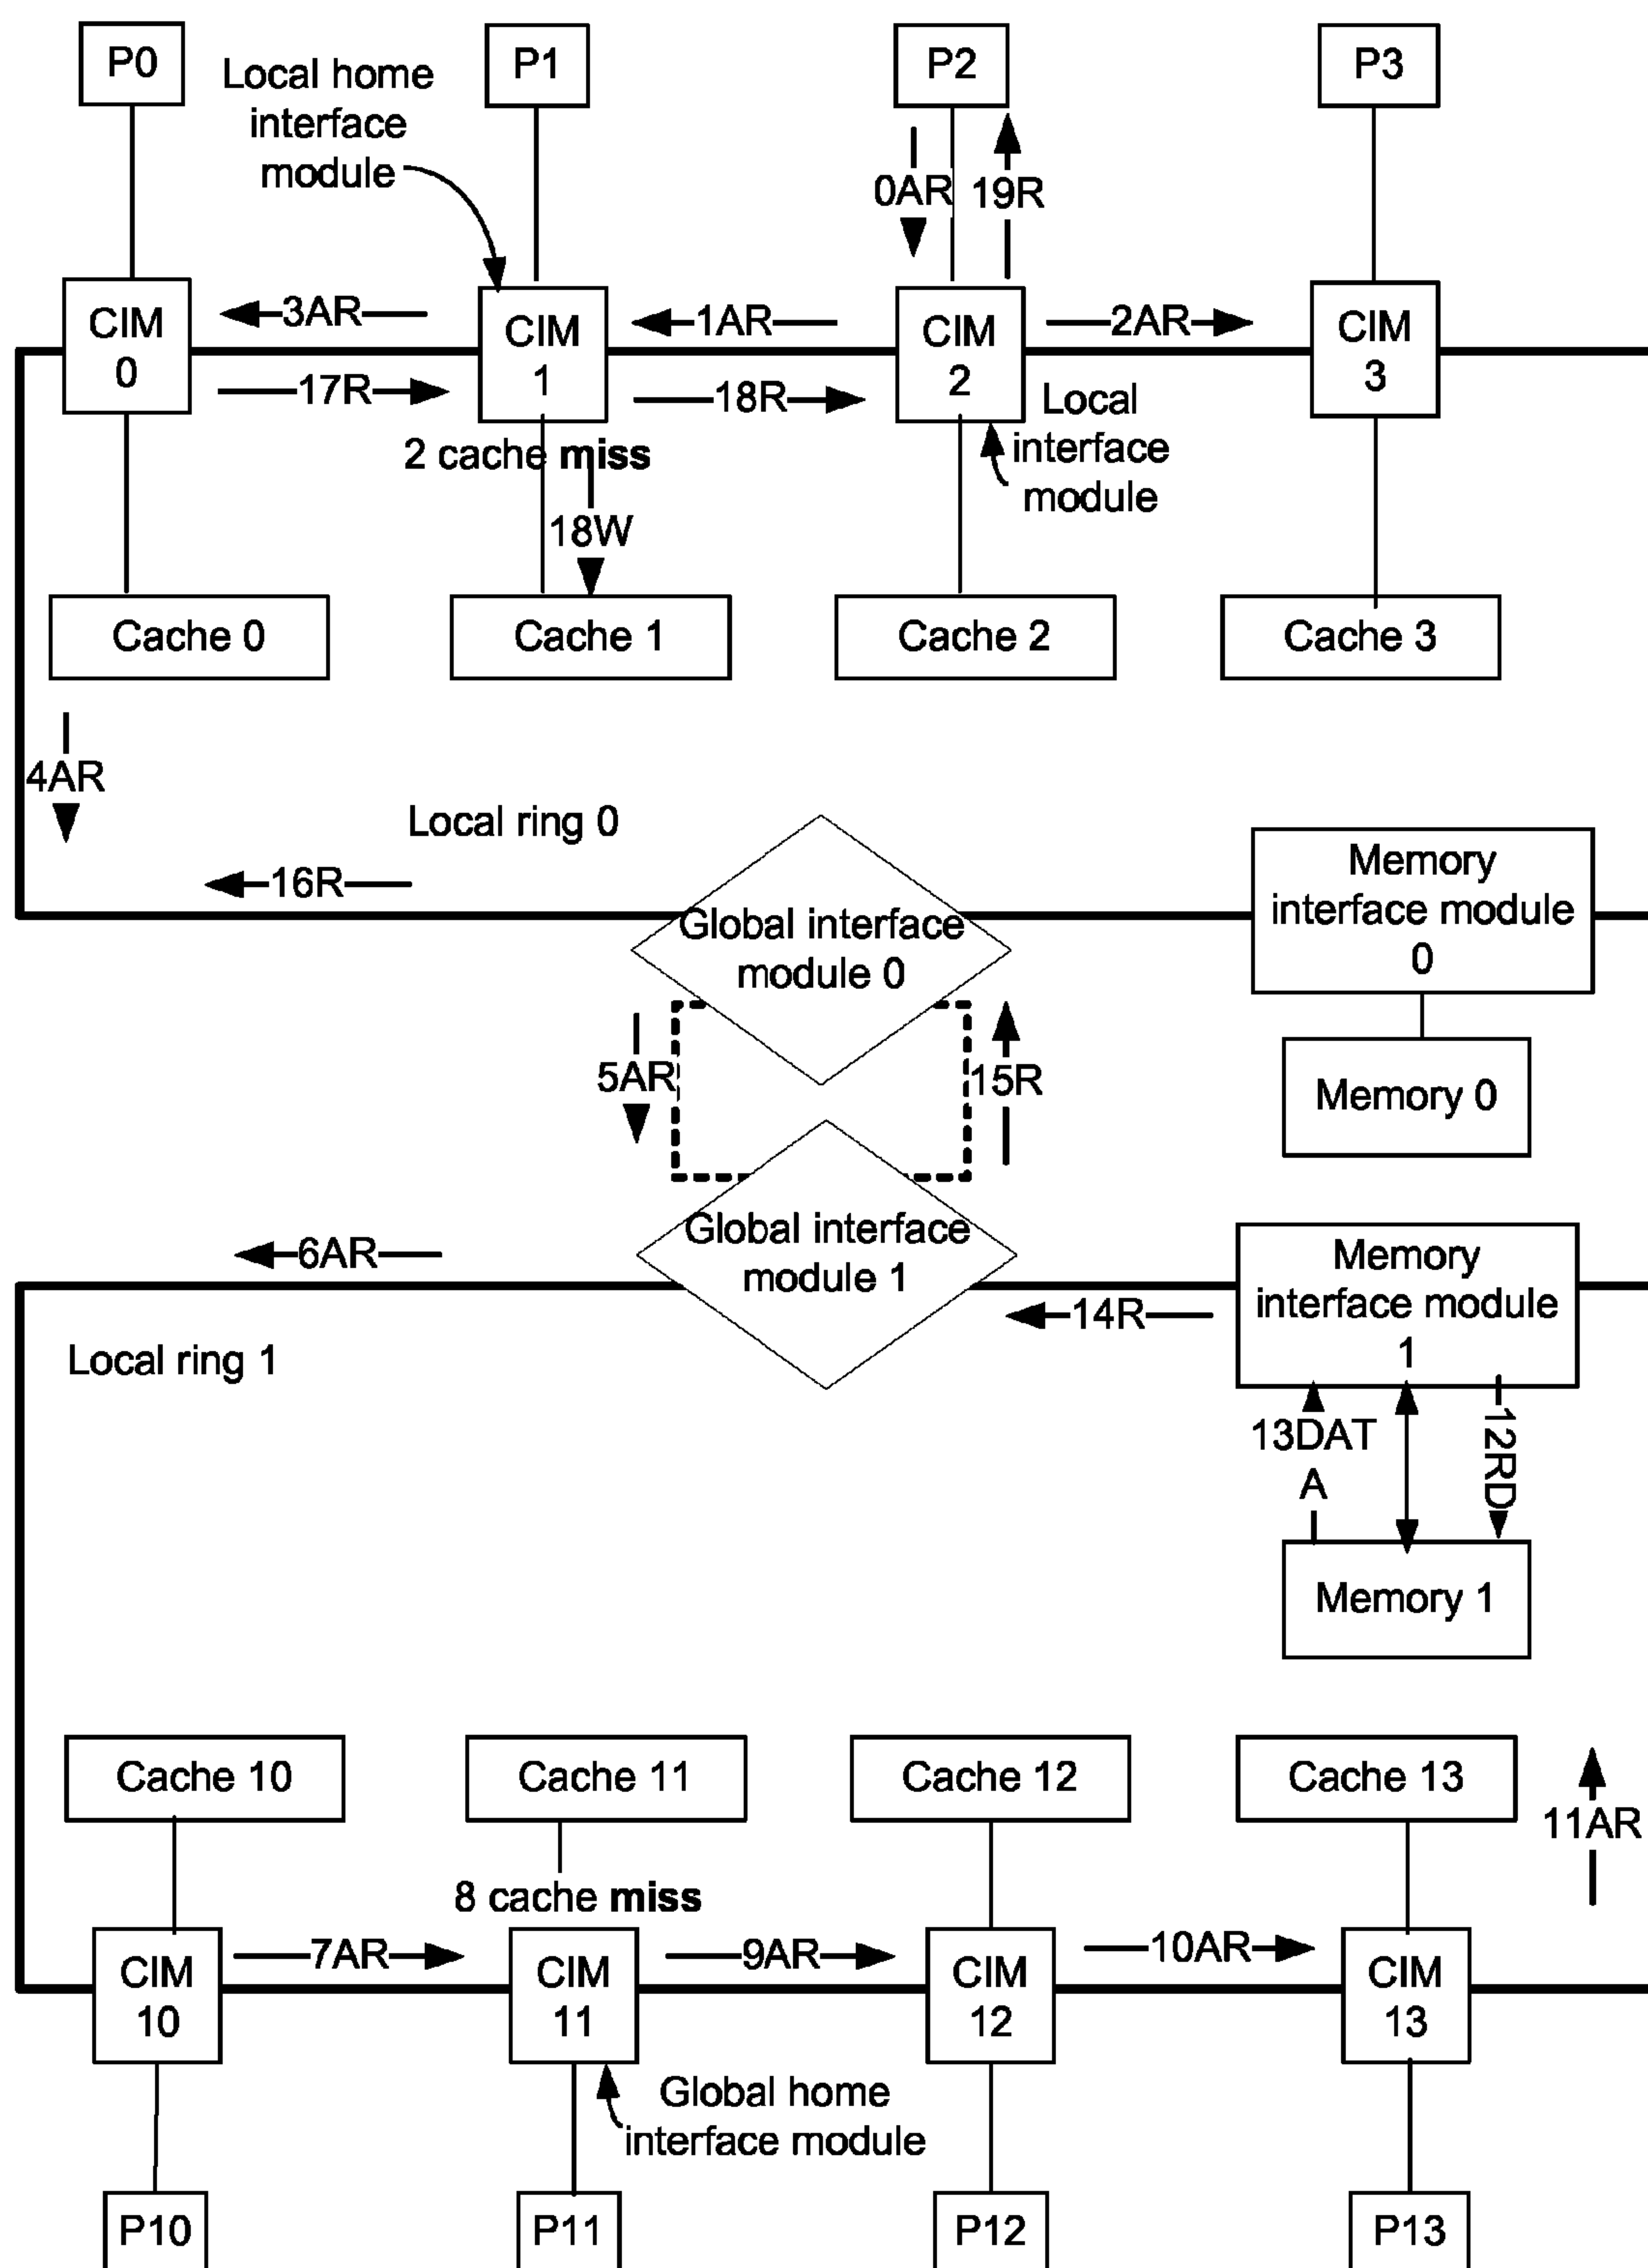 P0
P1
P2
P3
Local home
interface
module
0AR
19R
CIM
0
3AR
17R
CIM
1
1AR
18R
CIM
2
2AR
CIM
3
2 cache miss
18W
Local
interface
module
Cache 0
Cache 1
Cache 2
Cache 3
4AR
Local ring 0
16R
Global interface
module 0
Memory
interface module
0
5AR
15R
Memory 0
6AR
Global interface
module 1
Memory
interface module
1
14R
Local ring 1
13DAT
A
12RD
Memory 1
Cache 10
Cache 11
Cache 12
Cache 13
11AR
8 cache miss
CIM
10
7AR
CIM
11
9AR
CIM
12
10AR
CIM
13
Global home
interface module
P10
P11
P12
P13